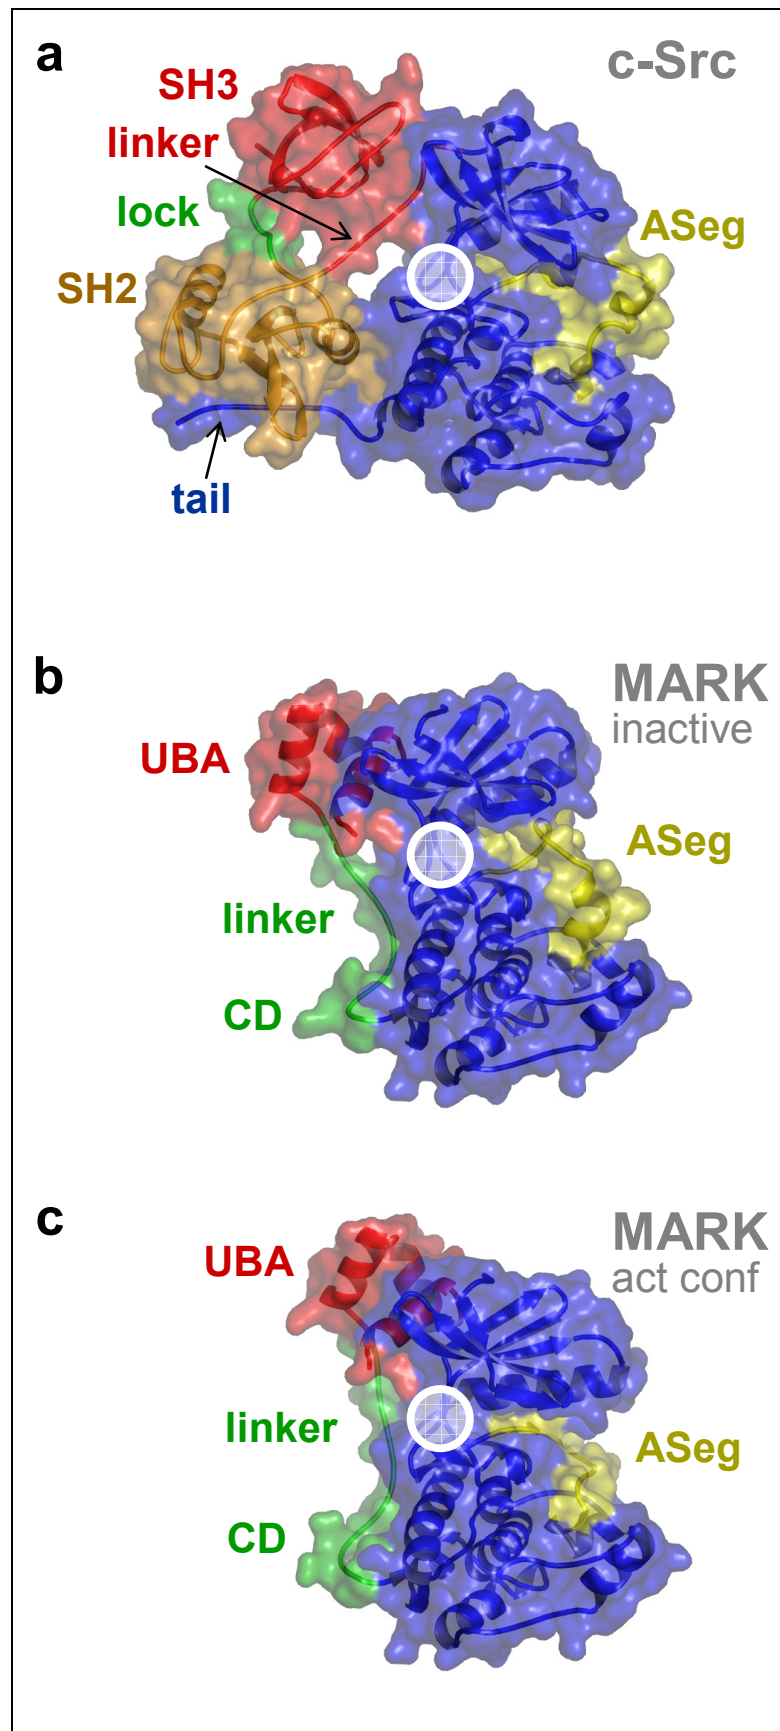 a
c-Src
SH3
linker
lock
ASeg
SH2
tail
b
MARK
inactive
UBA
ASeg
linker
CD
c
MARK
act conf
UBA
linker
ASeg
CD